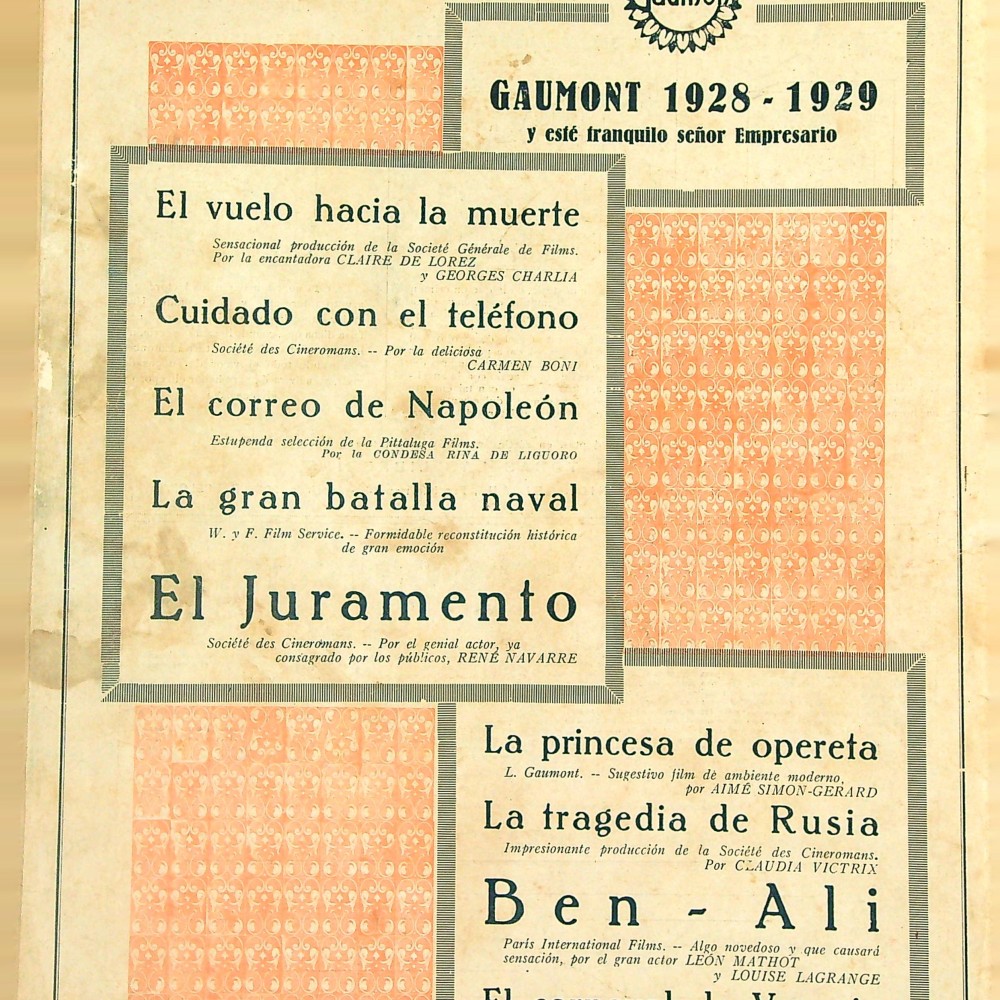 GAUMONT 1928 - 1929
y esté tranquilo señor Empresario
El vuelo hacia la muerte
Sensacional producción de la Societé Générale de Films.
Por la encantadora CLAIRE DE LOREZ
y GEORGES CHARLIA
Cuidado con el teléfono
Société des Cineromans. -- Por la deliciosa
CARMEN BONI
El correo de Napoleón
Estupenda selección de la Pittaluga Films.
Por la CONDESA RINA DE LIGUORO
La gran batalla naval
W. y F. Film Service. -- Formidable reconstitución histórica
de gran emoción
El Juramento
Société des Cineromans. -- Por el genial actor, ya
consagrado por los públicos, RENÉ NAVARRE
La princesa de opereta
L. Gaumont. -- Sugestivo film de ambiente moderno,
por AIMÉ SIMON-GERARD
La tragedia de Rusia
Impresionante producción de la Société des Cineromans.
Por CLAUDIA VICTRIX
Ben - Ali
París International Films. -- Algo novedoso y que causará
sensación, por el gran actor LEÓN MATHOT
y LOUISE LAGRANGE